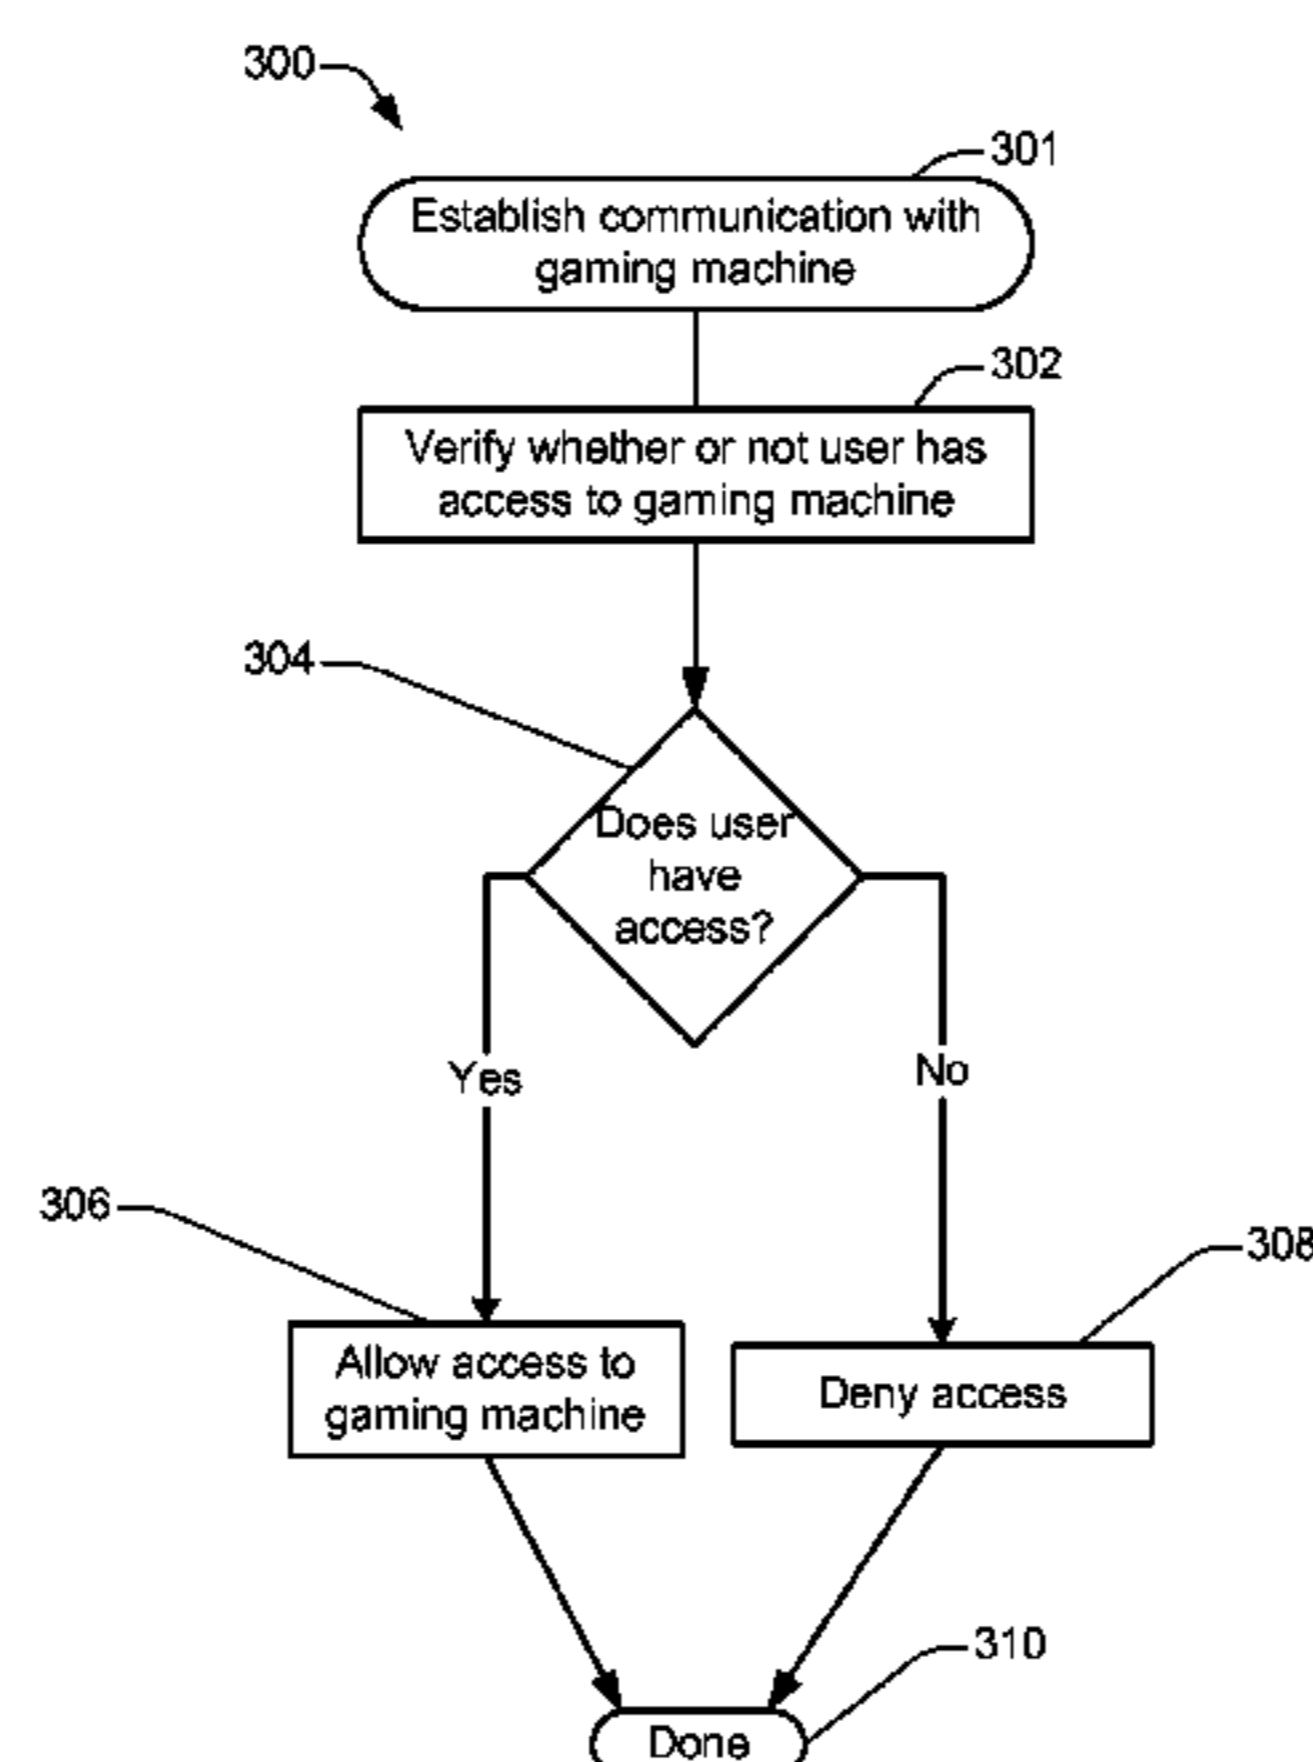 300
301
Establish communication with
gaming machine
302
Verify whether or not user has
access to gaming machine
304
Does user
have
access?
Yes
No
306
308
Allow access to
gaming machine
Deny access
310
Done